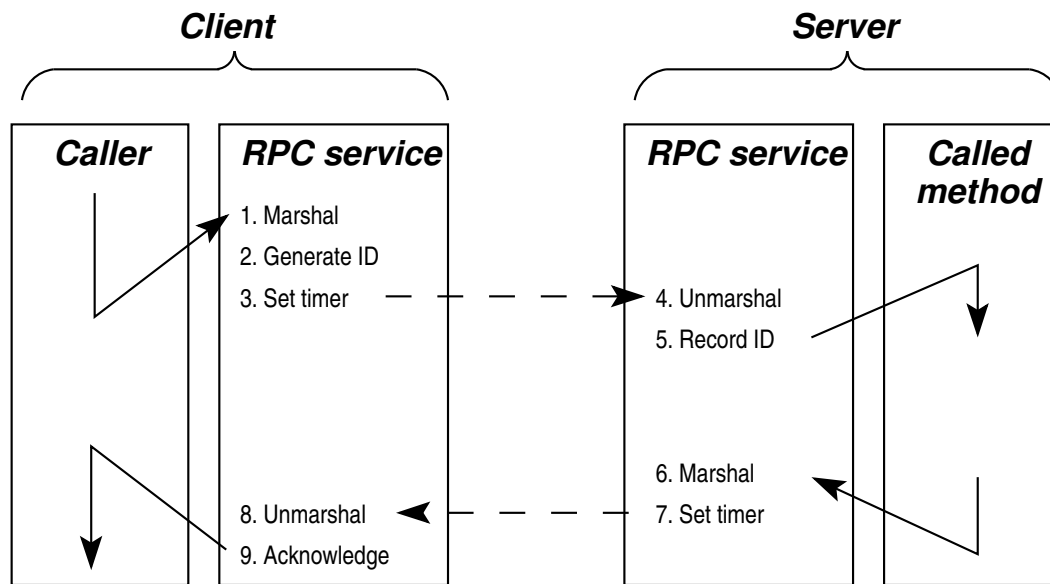 Client
Server
Caller
RPC service
RPC service
Called
method
1. Marshal
2. Generate ID
3. Set timer
4. Unmarshal
5. Record ID
6. Marshal
7. Set timer
8. Unmarshal
9. Acknowledge